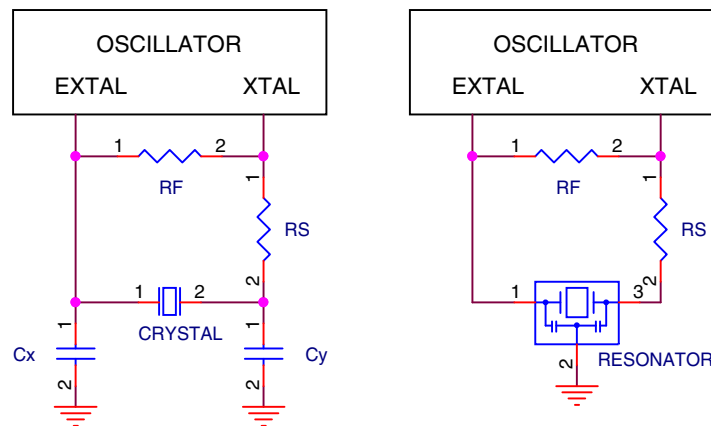 OSCILLATOR
EXTAL XTAL
1 2
RF
1
RS
2
1 2
CRYSTAL
1
Cx
2
1
Cy
2
OSCILLATOR
EXTAL XTAL
1 2
RF
1
RS
2
1 3
2
RESONATOR